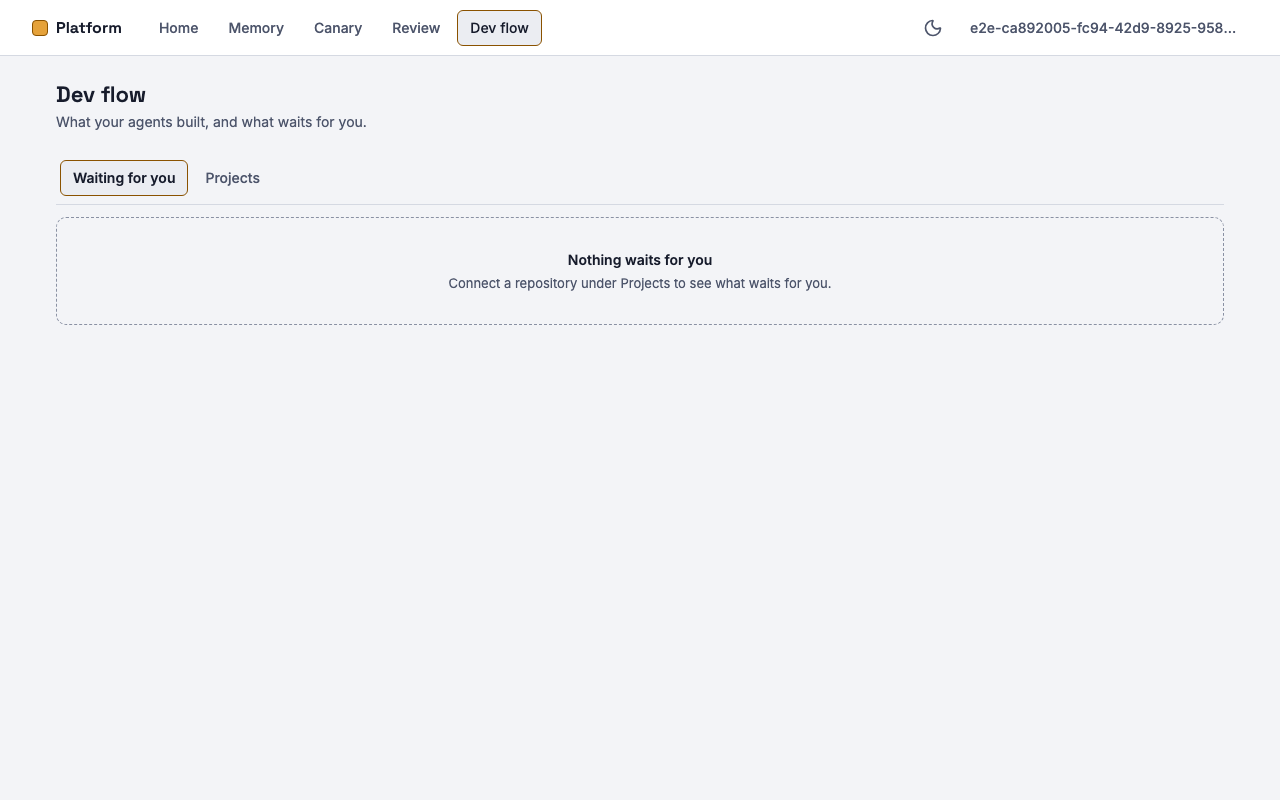 Platform
Home
Memory
Canary
Review
Dev flow
e2e-ca892005-fc94-42d9-8925-958...
Dev flow
What your agents built, and what waits for you.
Waiting for you
Projects
Nothing waits for you
Connect a repository under Projects to see what waits for you.